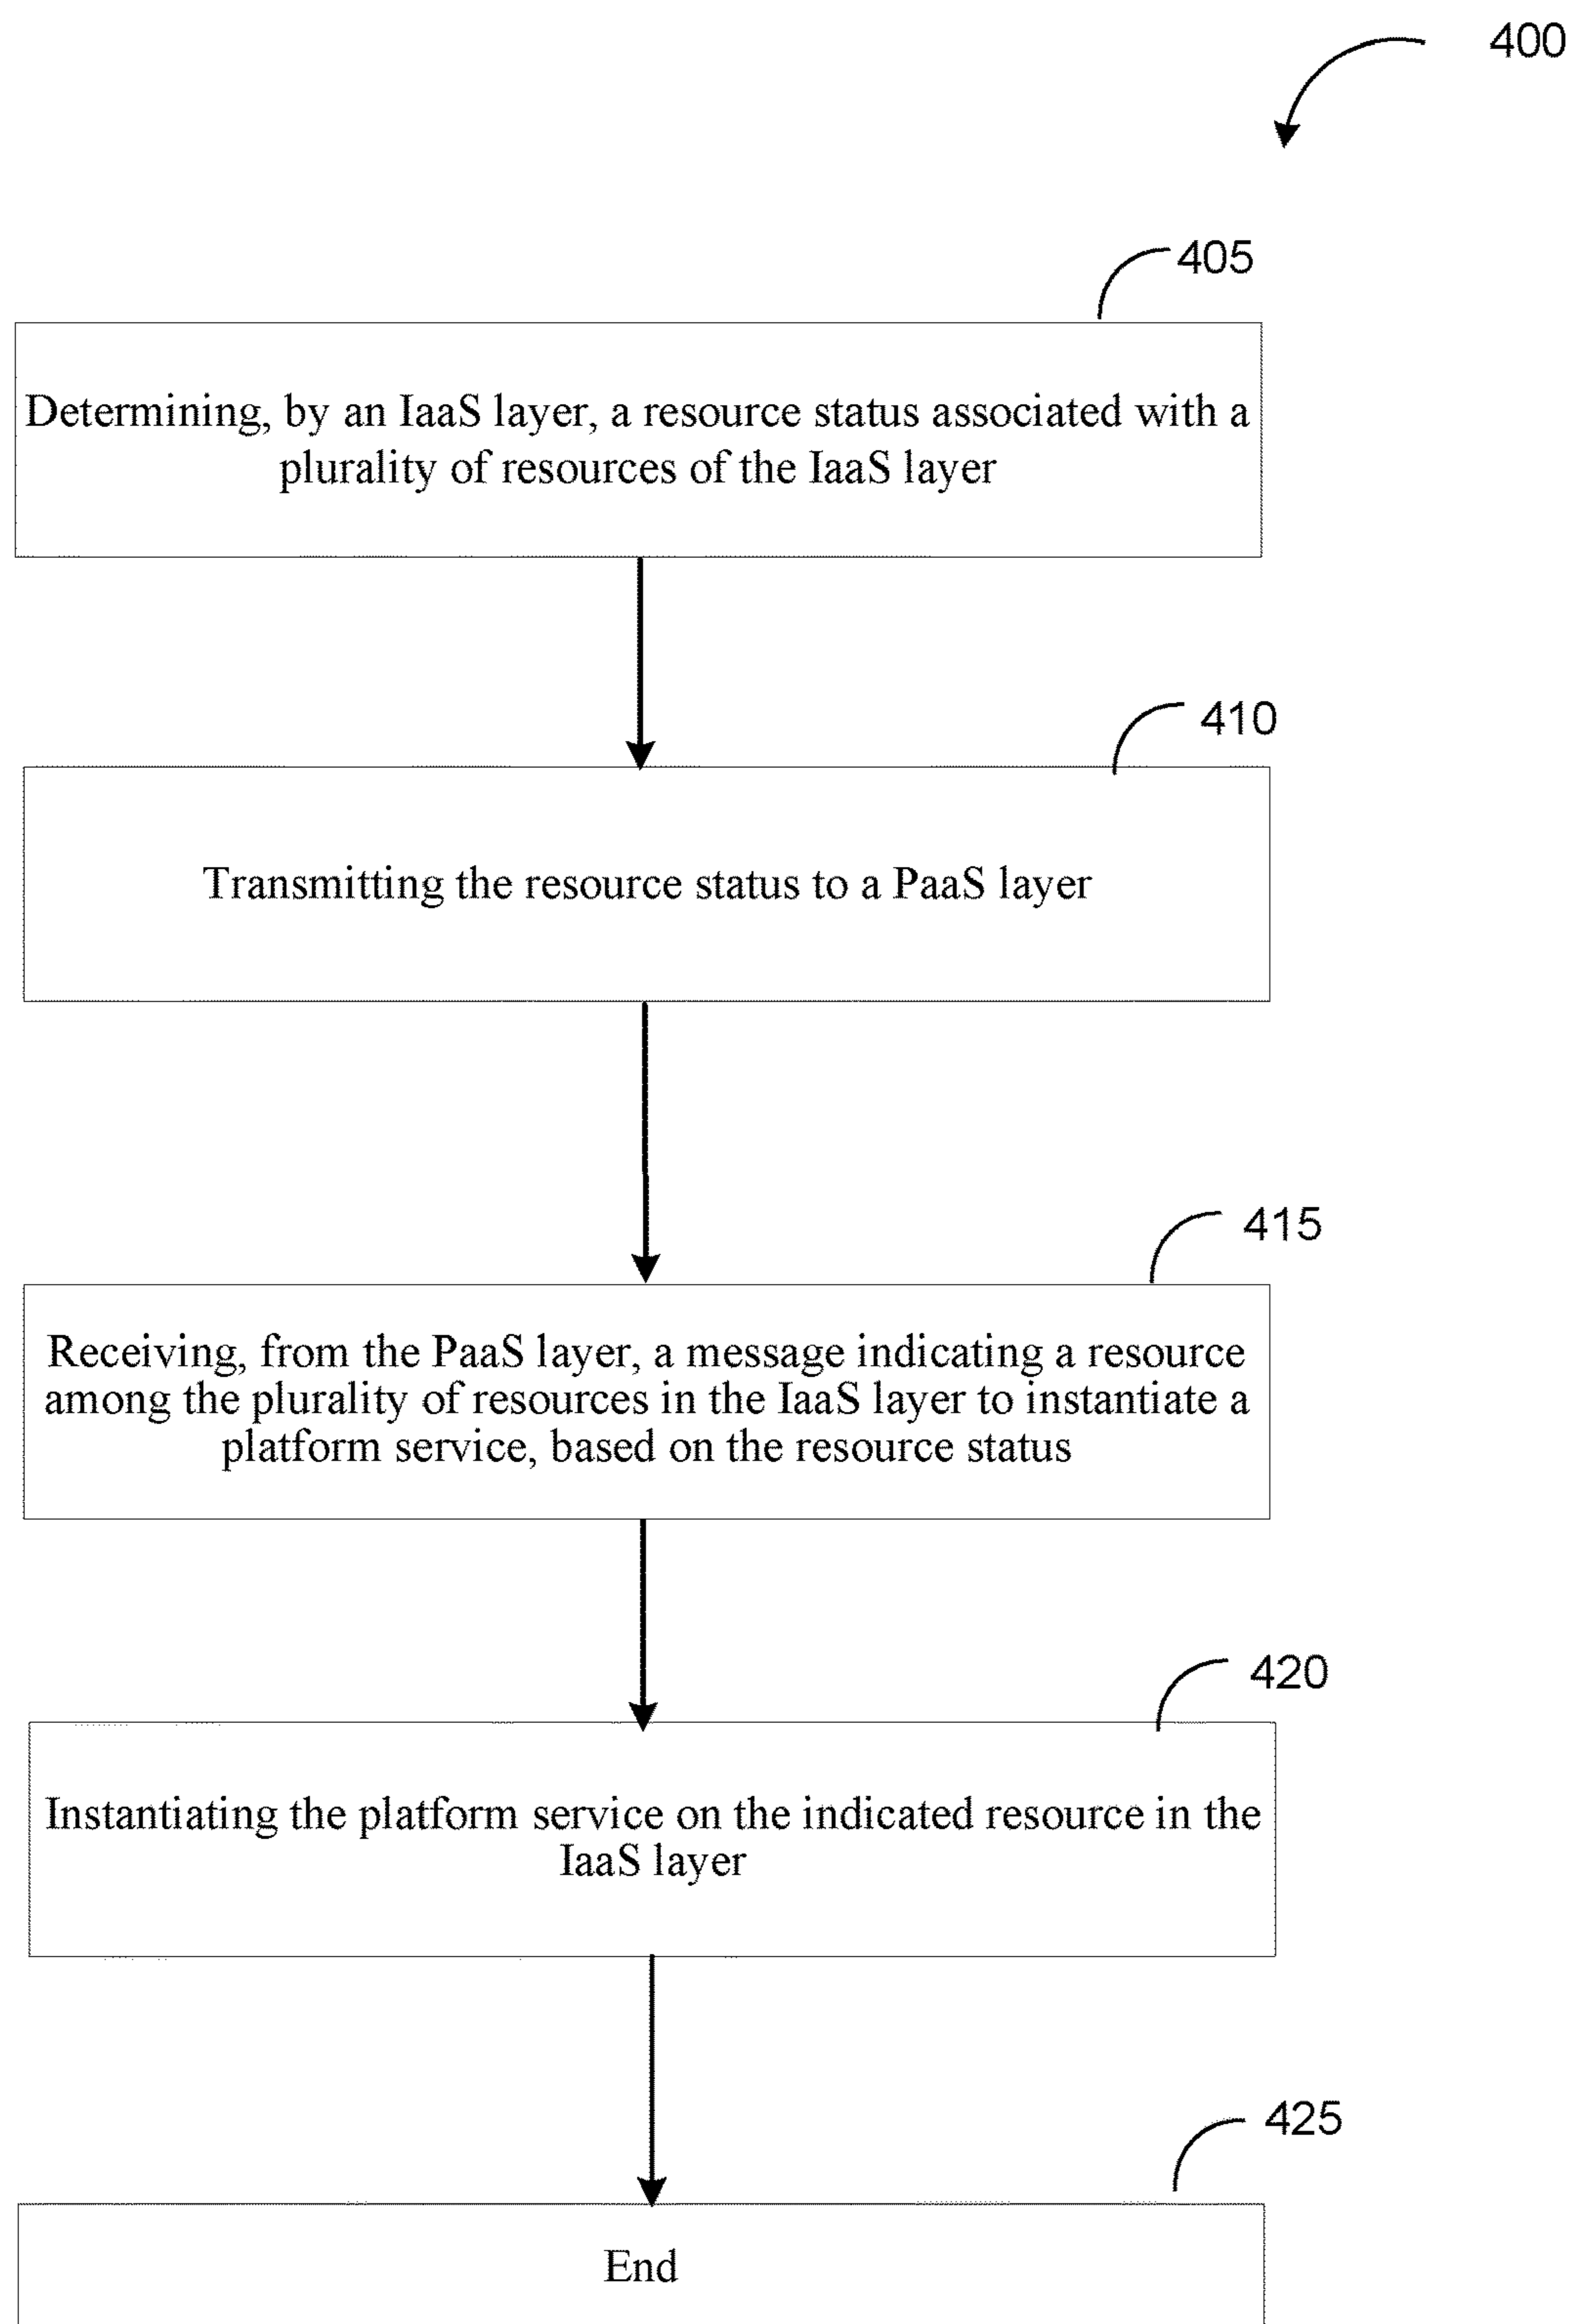 400
405
Determining, by an IaaS layer, a resource status associated with a
plurality of resources of the IaaS layer
410
Transmitting the resource status to a PaaS layer
415
Receiving, from the PaaS layer, a message indicating a resource
among the plurality of resources in the IaaS layer to instantiate a
platform service, based on the resource status
420
Instantiating the platform service on the indicated resource in the
IaaS layer
425
End